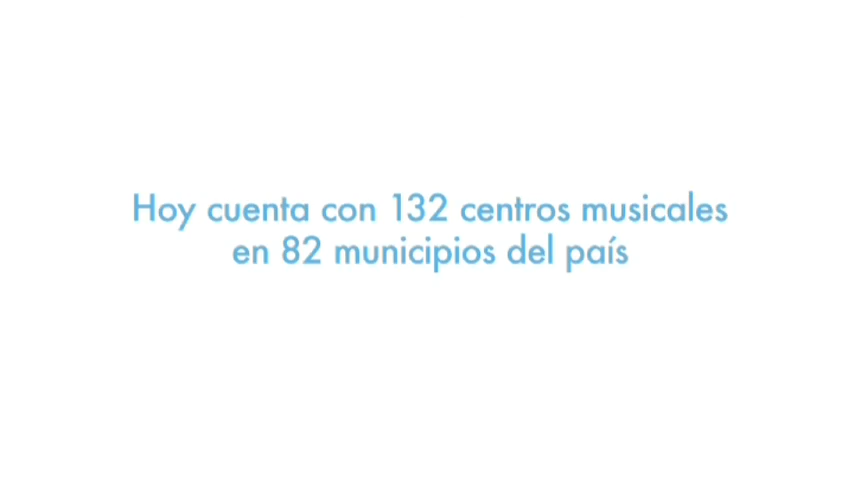 Hoy cuenta con 132 centros musicales
en 82 municipios del país